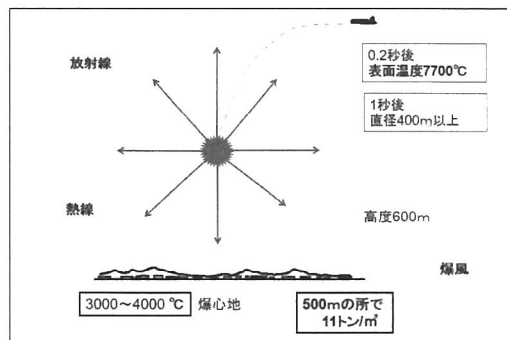 放射線
0.2秒後
表面温度7700℃
1秒後
直径400m以上
熱線
高度600m
爆風
3000～4000 ℃
爆心地
500mの所で
11トン/㎡